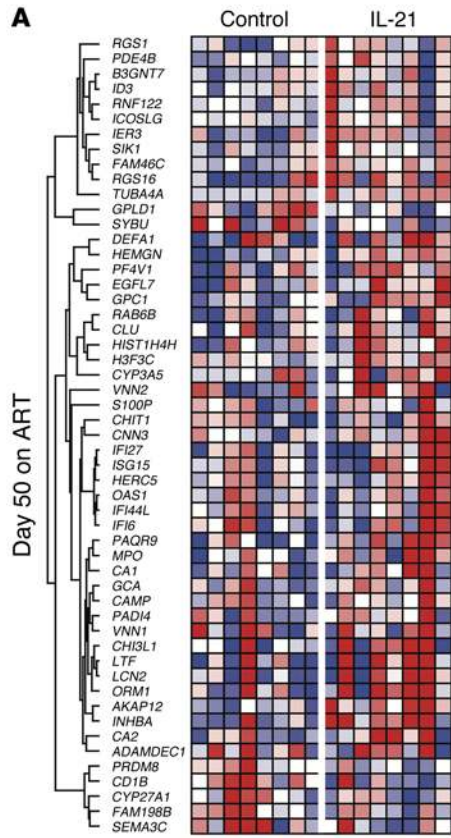 A
Control IL-21
Day 50 on ART
RGS1
PDE4B
B3GNT7
ID3
RNF122
ICOSLG
IER3
SIK1
FAM46C
RGS16
TUBA4A
GPLD1
SYBU
DEFA1
HEMGN
PF4V1
EGFL7
GPC1
RAB6B
CLU
HIST1H4H
H3F3C
CYP3A5
VNN2
S100P
CHIT1
CNN3
IFI27
ISG15
HERC5
OAS1
IFI44L
IFI6
PAQR9
MPO
CA1
GCA
CAMP
PADI4
VNN1
CHI3L1
LTF
LCN2
ORM1
AKAP12
INHBA
CA2
ADAMDEC1
PRDM8
CD1B
CYP27A1
FAM198B
SEMA3C